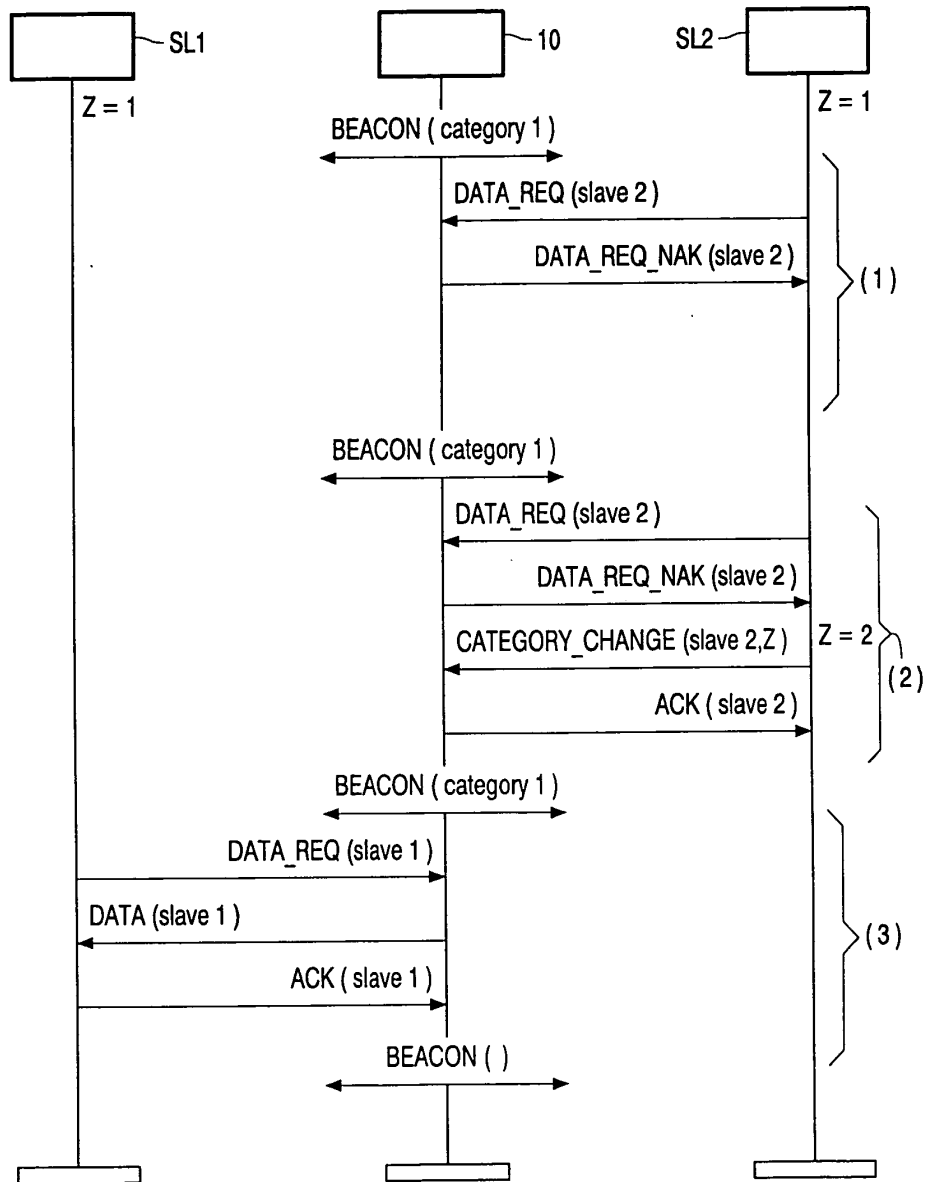 SL1
10
SL2
Z = 1
Z = 1
BEACON ( category 1 )
DATA_REQ (slave 2 )
DATA_REQ_NAK (slave 2 )
( 1 )
BEACON ( category 1 )
DATA_REQ (slave 2 )
DATA_REQ_NAK (slave 2 )
CATEGORY_CHANGE (slave 2,Z )
Z = 2
( 2 )
ACK ( slave 2 )
BEACON ( category 1 )
DATA_REQ (slave 1 )
DATA (slave 1 )
( 3 )
ACK ( slave 1 )
BEACON ( )